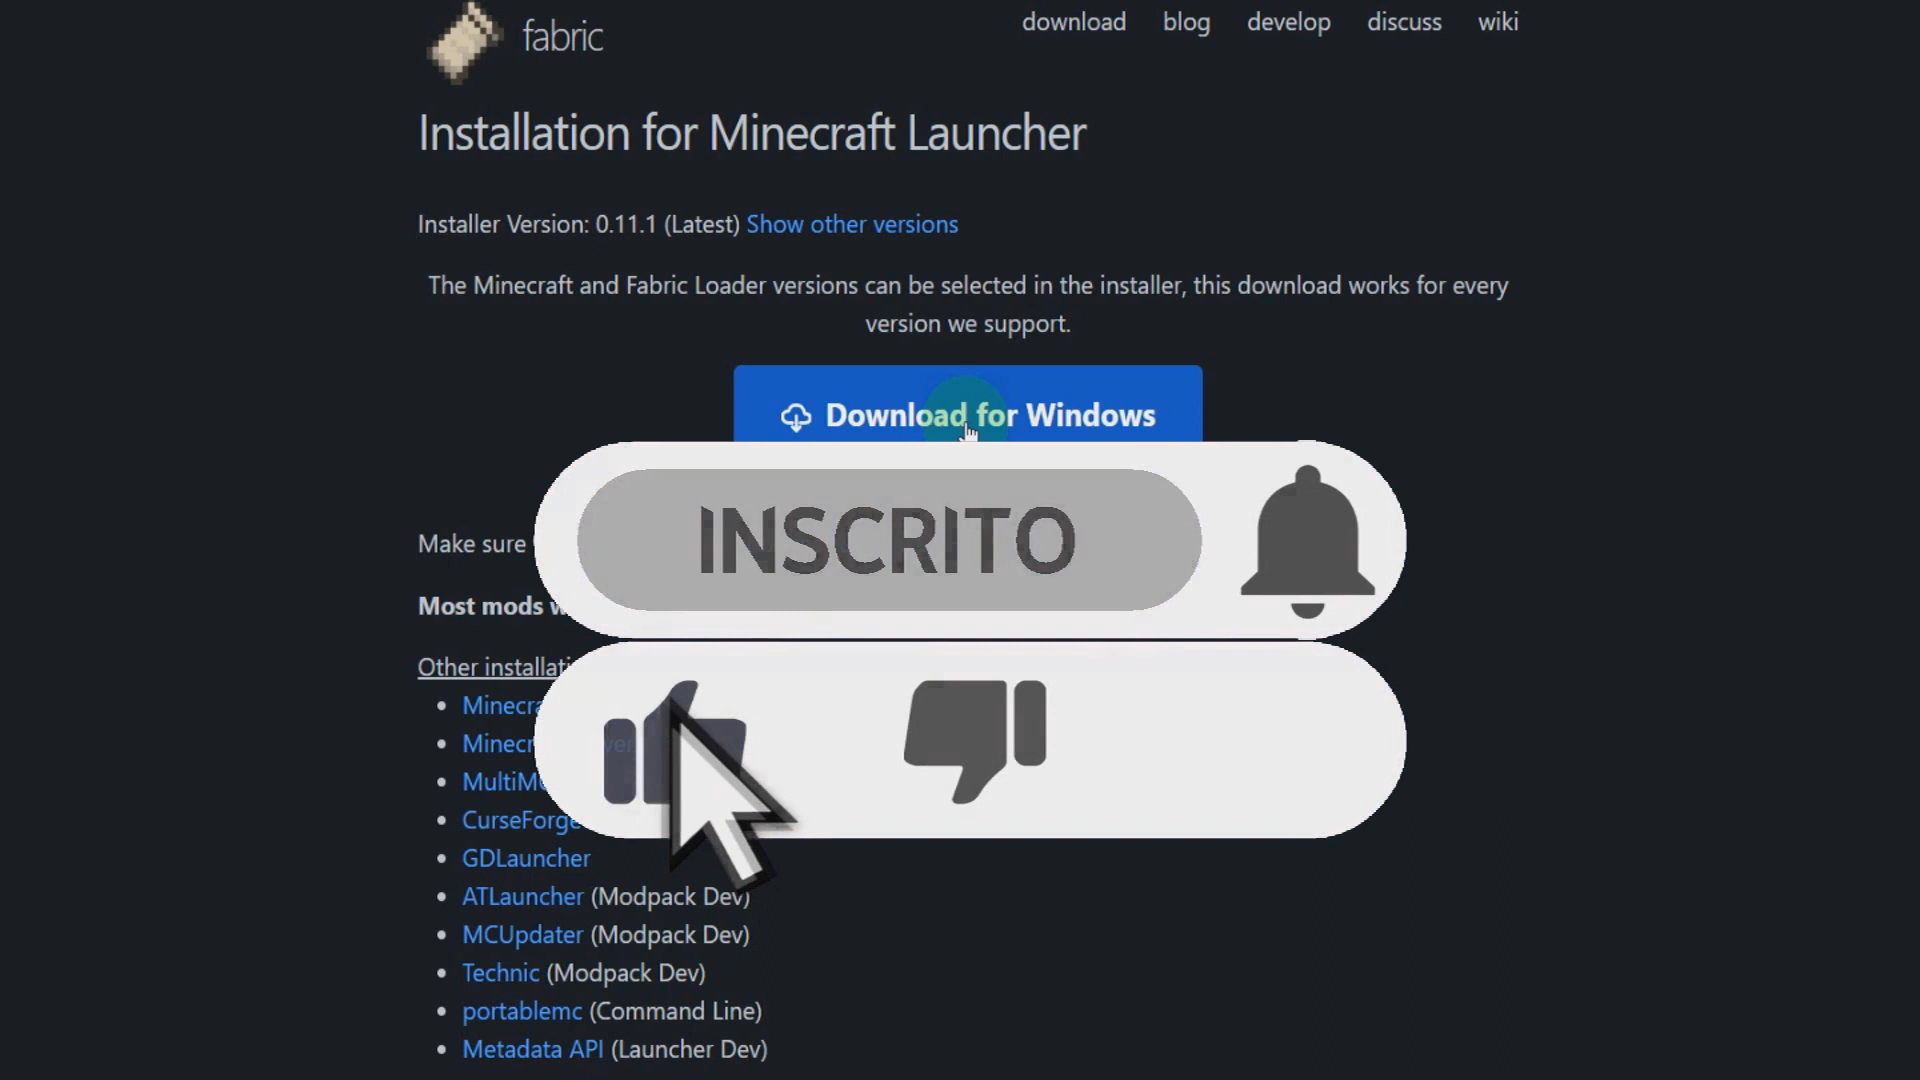 fabric
download blog develop discuss wiki
Installation for Minecraft Launcher
Installer Version: 0.11.1 (Latest) Show other versions
The Minecraft and Fabric Loader versions can be selected in the installer, this download works for every
version we support.
Download for Windows
INSCRITO
Make sure
Most mods
Other
GDLauncher
CurseForge
ATLauncher (Modpack Dev)
MCUpdater (Modpack Dev)
Technic (Modpack Dev)
portablemc (Command Line)
Metadata API (Launcher Dev)